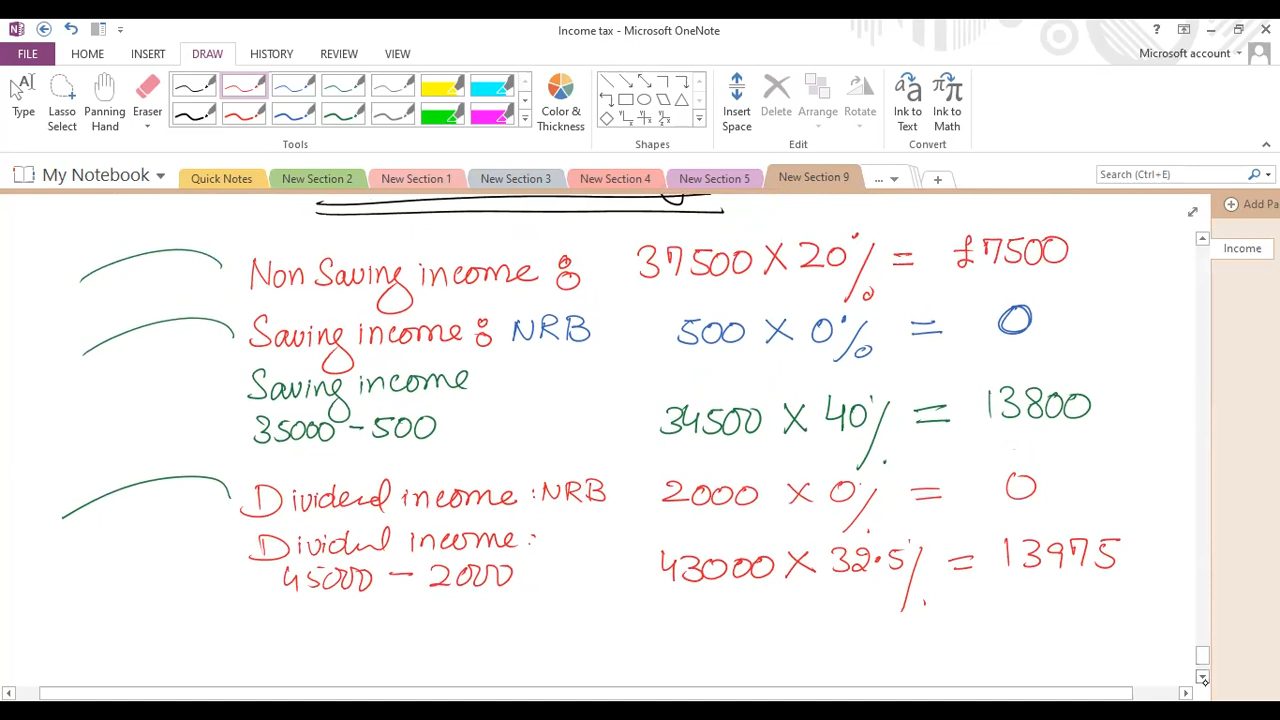 Income tax - Microsoft OneNote
FILE HOME INSERT DRAW HISTORY REVIEW VIEW
Microsoft account
Type
Lasso Select
Panning Hand
Eraser
Color & Thickness
Insert Space
Delete
Arrange
Rotate
Ink to Text
Ink to Math
Tools Shapes Edit Convert
My Notebook Quick Notes New Section 2 New Section 1 New Section 3 New Section 4 New Section 5 New Section 9 ... Search (Ctrl+E)
Add Pa
Income
Non Saving income : 37500 X 20% = £7500
Saving income : NRB 500 X 0% = 0
Saving income
35000 - 500 34500 X 40% = 13800
Dividend income : NRB 2000 X 0% = 0
Dividend income :
45000 - 2000 43000 X 32.5% = 13975